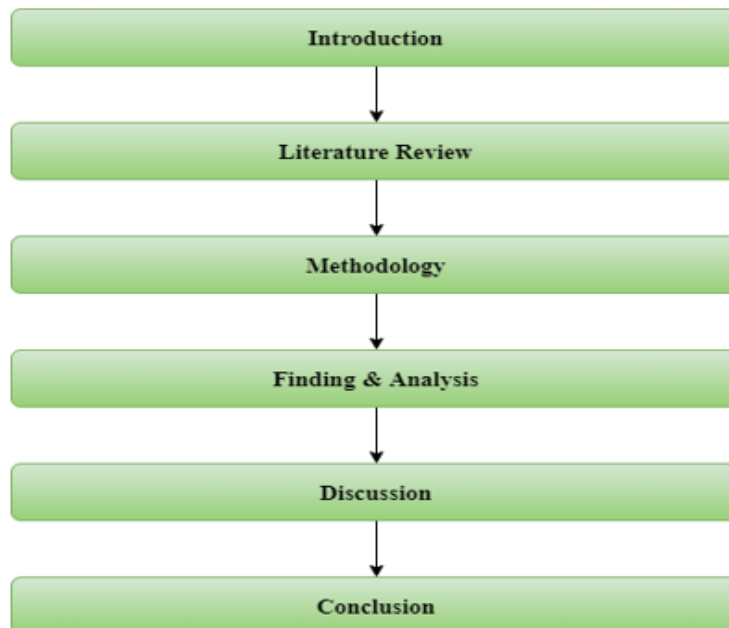 Introduction
Literature Review
Methodology
Finding & Analysis
Discussion
Conclusion